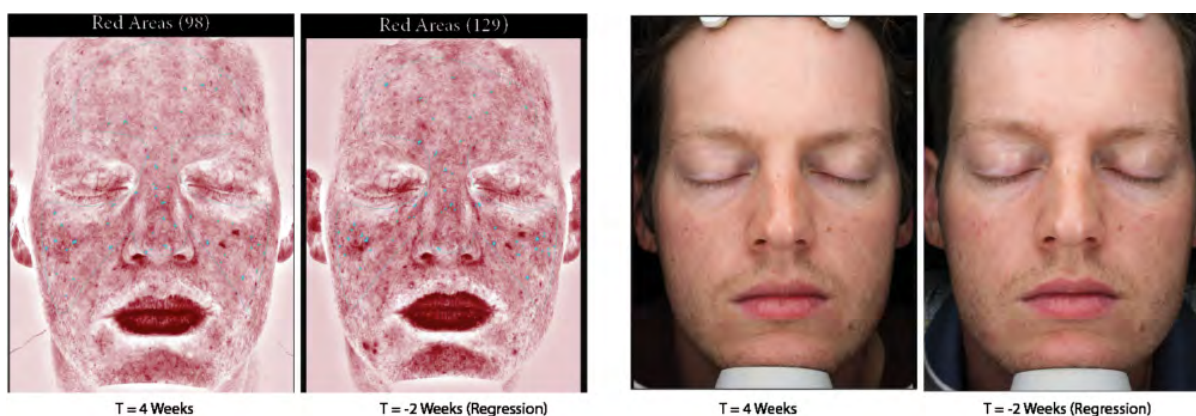 Red Areas (98)
Red Areas (129)
T = 4 Weeks
T = -2 Weeks (Regression)
T = 4 Weeks
T = -2 Weeks (Regression)